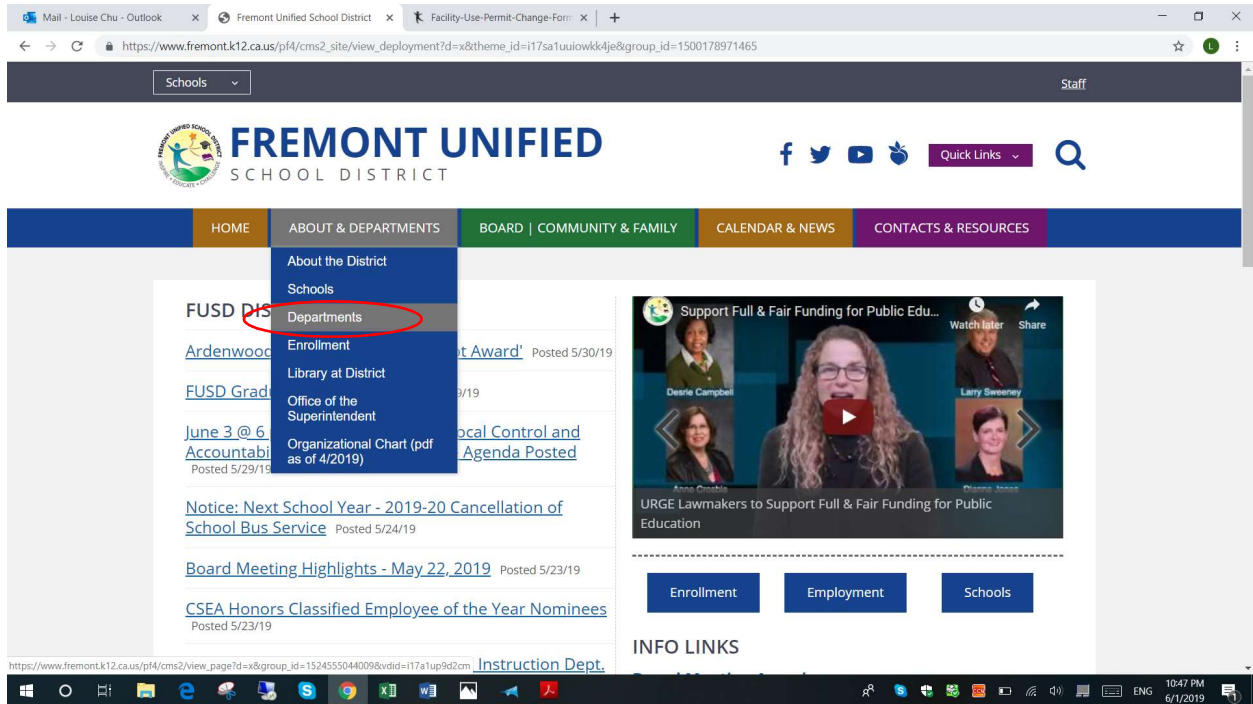 Mail - Louise Chu - Outlook
Fremont Unified School District
Facility-Use-Permit-Change-Form
https://www.fremont.k12.ca.us/pf4/cms2_site/view_deployment?d=x&theme_id=i17sa1uuiowkk4je&group_id=1500178971465
L
Schools
Staff
FREMONT UNIFIED
SCHOOL DISTRICT
Quick Links
HOME
ABOUT & DEPARTMENTS
BOARD | COMMUNITY & FAMILY
CALENDAR & NEWS
CONTACTS & RESOURCES
About the District
Schools
Departments
Enrollment
Library at District
Office of the
Superintendent
Organizational Chart (pdf
as of 4/2019)
FUSD DIS
Ardenwood
t Award' Posted 5/30/19
FUSD Grad
9/19
June 3 @ 6
ocal Control and
Accountabi
Agenda Posted
Posted 5/29/19
Notice: Next School Year - 2019-20 Cancellation of
School Bus Service Posted 5/24/19
Board Meeting Highlights - May 22, 2019 Posted 5/23/19
CSEA Honors Classified Employee of the Year Nominees
Posted 5/23/19
Instruction Dept.
Support Full & Fair Funding for Public Edu...
Watch later
Share
Desrie Campbell
Larry Sweeney
Anne Crosbie
Dianne Jones
URGE Lawmakers to Support Full & Fair Funding for Public
Education
Enrollment
Employment
Schools
INFO LINKS
https://www.fremont.k12.ca.us/pf4/cms2/view_page?d=x&group_id=1524555044009&vdid=i17a1up9d2cm
ENG
10:47 PM
6/1/2019